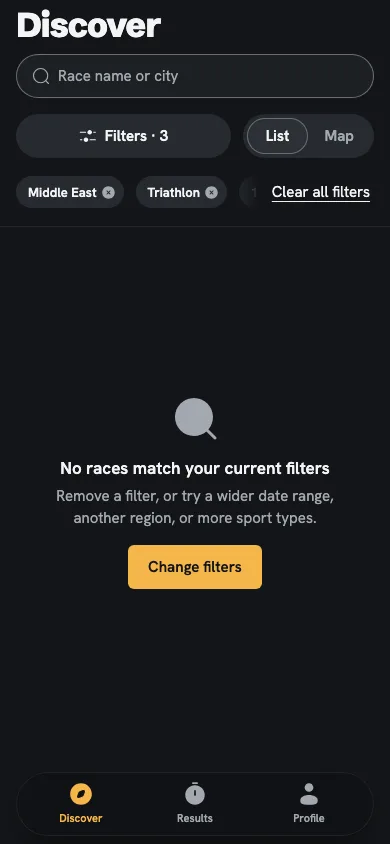 Discover
Race name or city
Filters · 3
List
Map
Middle East
Triathlon
Clear all filters
No races match your current filters
Remove a filter, or try a wider date range,
another region, or more sport types.
Change filters
Discover
Results
Profile